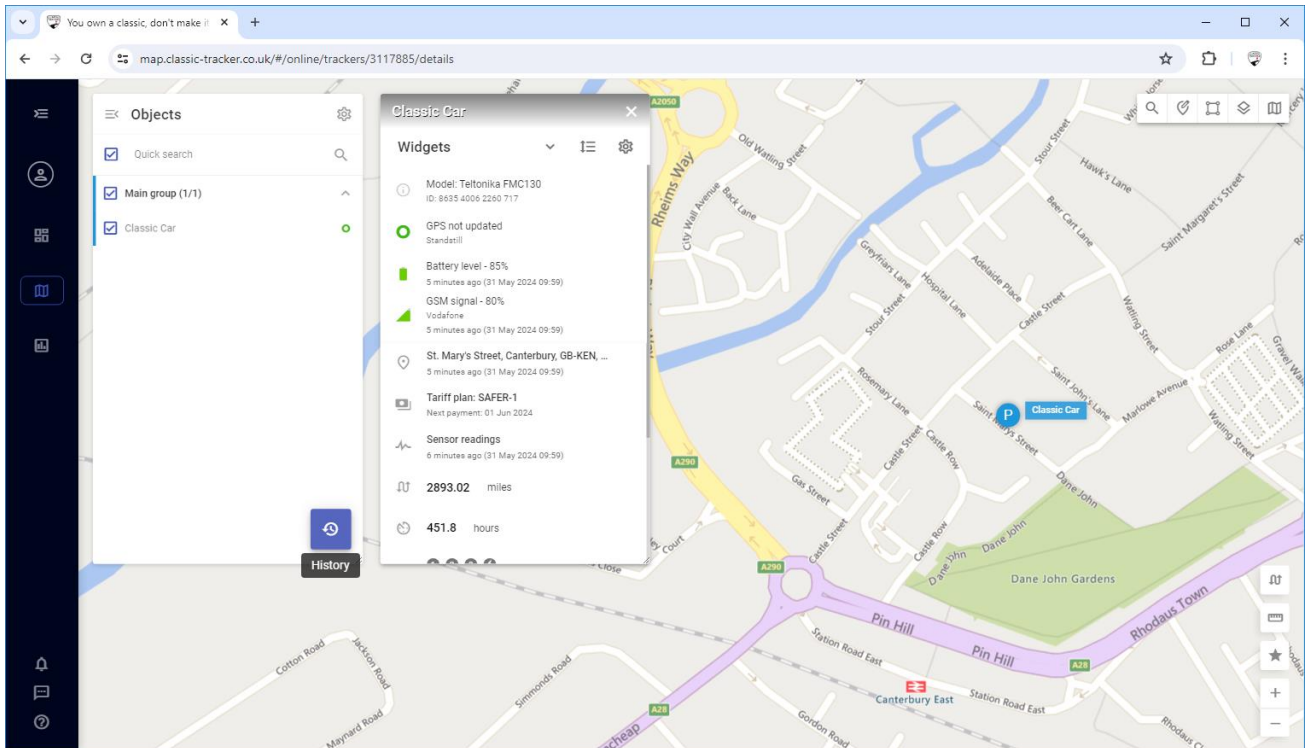 You own a classic, don't make it
map.classic-tracker.co.uk/#/online/trackers/3117885/details
Objects
Quick search
Main group (1/1)
Classic Car
History
Classic Car
Widgets
Model: Teltonika FMC130
ID: 8635 4006 2260 717
GPS not updated
Standstill
Battery level - 85%
5 minutes ago (31 May 2024 09:59)
GSM signal - 80%
Vodafone
5 minutes ago (31 May 2024 09:59)
St. Mary's Street, Canterbury, GB-KEN, ...
5 minutes ago (31 May 2024 09:59)
Tariff plan: SAFER-1
Next payment: 01 Jun 2024
Sensor readings
6 minutes ago (31 May 2024 09:59)
2893.02 miles
451.8 hours
A2050
Rheims Way
City Wall Avenue
Back Lane
Old Watling Street
Stour Street
Hawk's Lane
Beer Cart Lane
Saint Margaret's Street
Greyfriars Lane
Hospital Lane
Adelaide Place
Castle Street
Stour Street
Watling Street
Rose Lane
Gravel
Rosemary Lane
Saint John's Lane
Marlowe Avenue
Watling Street
P
Classic Car
Saint Marys Street
Castle Street
Castle Row
Gas Street
A290
Dane John
Castle Street
Castle Row
Dane John
Dane John
Court
Close
A290
Dane John Gardens
Pin Hill
Pin Hill
Rhodaus Town
A28
Station Road East
Canterbury East
Station Road East
Cotton Road
Jackson Road
Simmonds Road
A28
Maynard Road
Gordon Road